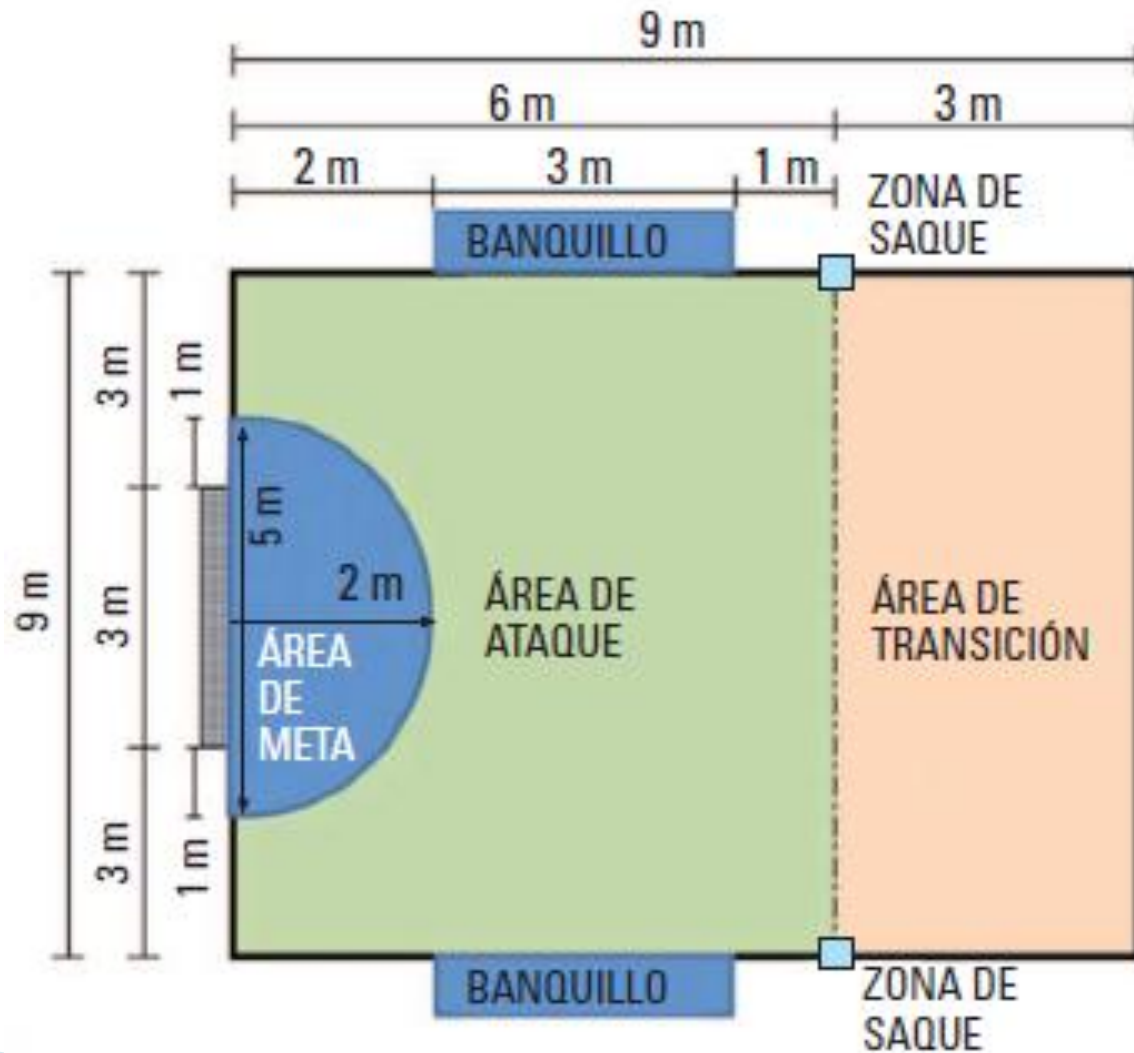 9 m
6 m
3 m
2 m
3 m
1 m
ZONA DE
SAQUE
BANQUILLO
9 m
3 m
3 m
3 m
1 m
1 m
5 m
2 m
ÁREA
DE
META
ÁREA DE
ATAQUE
ÁREA DE
TRANSICIÓN
BANQUILLO
ZONA DE
SAQUE